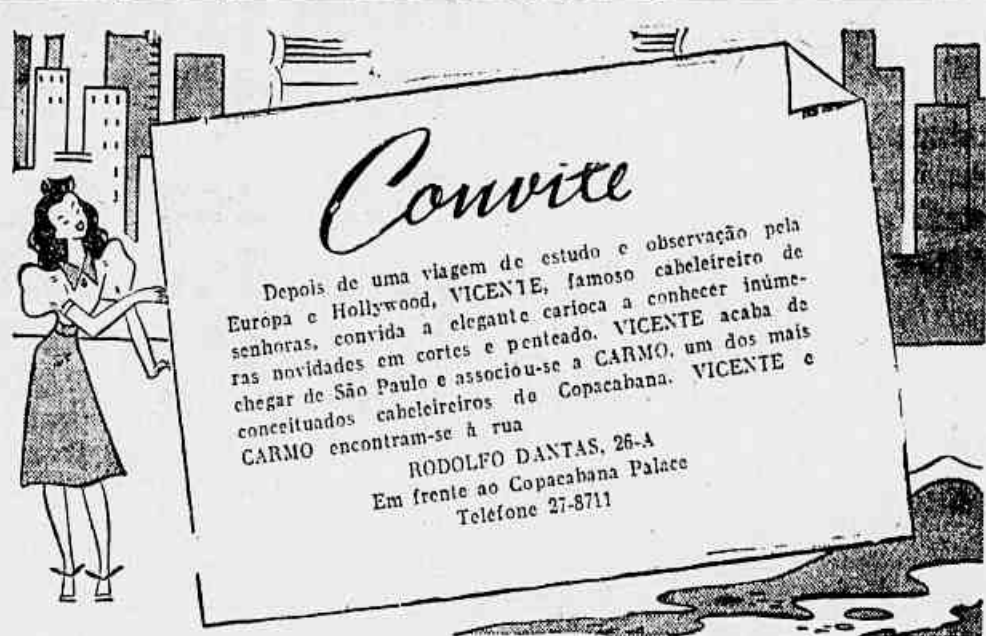 Convite
Depois de uma viagem de estudo e observação pela
Európa e Hollywood, VICENTE, famoso cabeleireiro de
senhoras, convida a elegante carioca a conhecer inúme-
ras novidades em cortes e penteado. VICENTE acaba de
chegar de São Paulo e associou-se a CARMO, um dos mais
conceituados cabeleireiros de Copacabana. VICENTE e
CARMO encontram-se à rua
RODOLFO DANTAS, 26-A
Em frente ao Copacabana Palace
Teléfone 27-8711